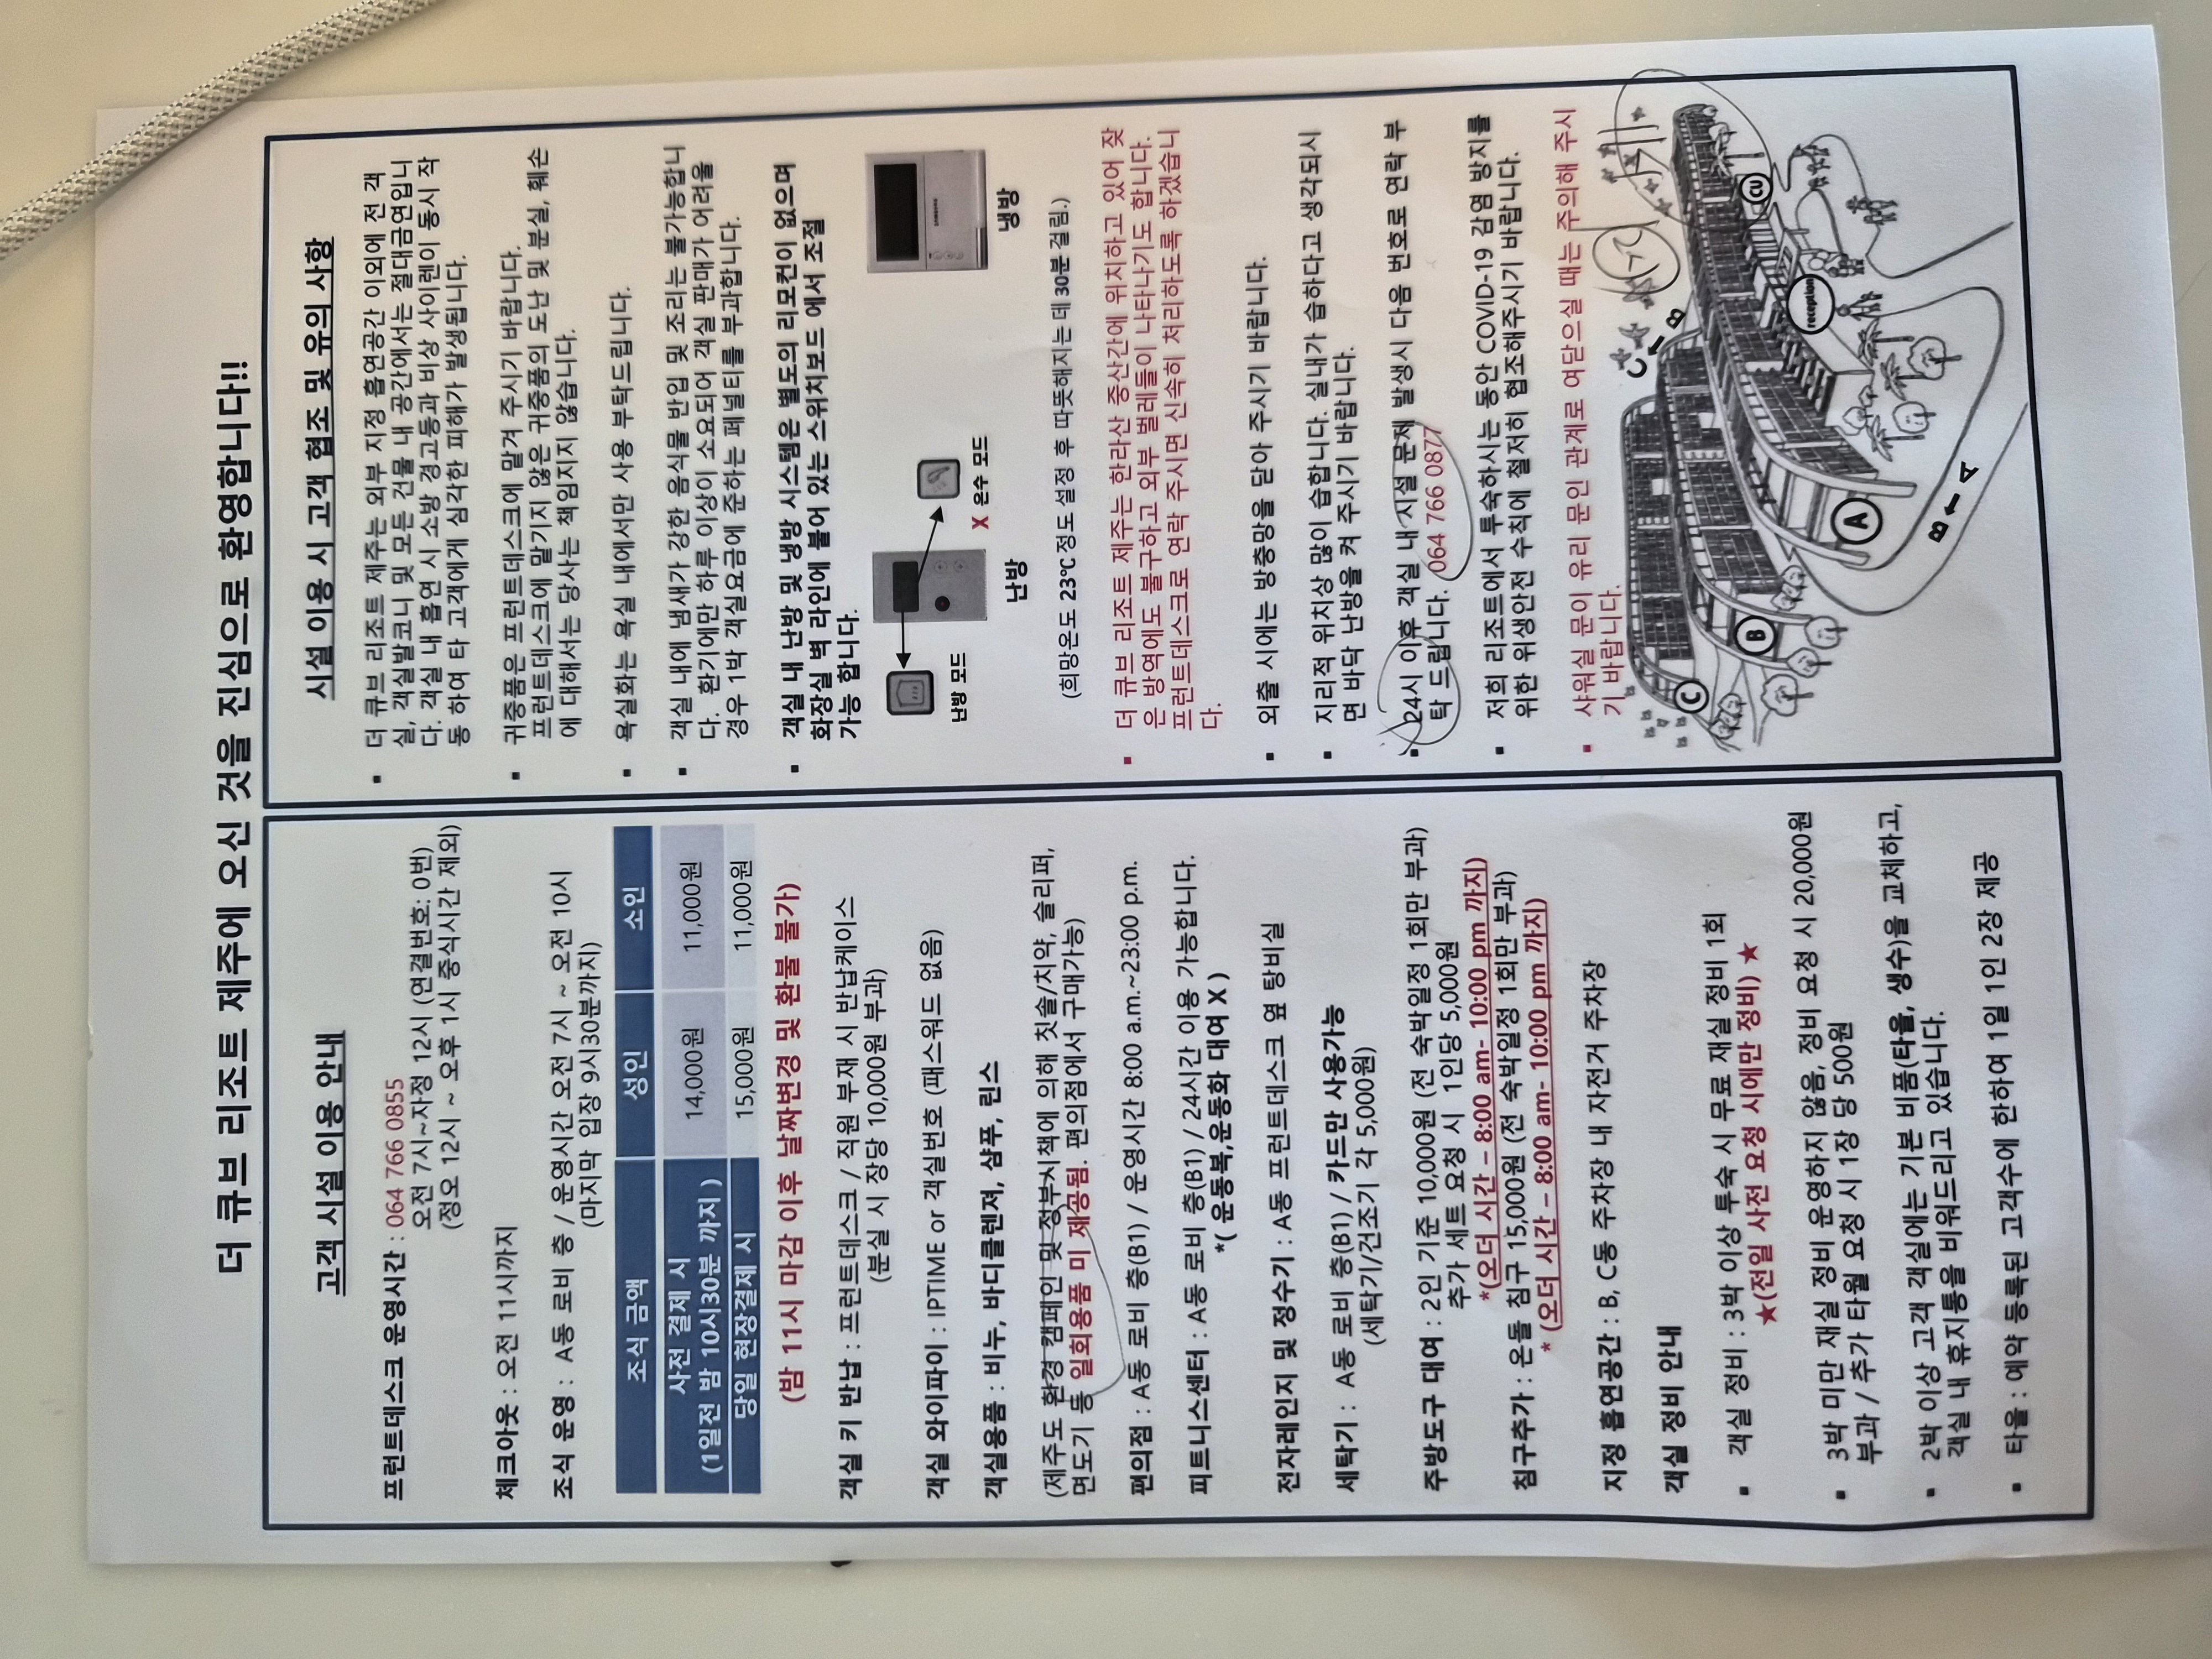 더 큐브 리조트 제주에 오신 것을 진심으로 환영합니다!!
고객 시설 이용 안내
프런트데스크 운영시간 : 064 766 0855
오전 7시~자정 12시 (연결번호: 0번)
(정오 12시 ~ 오후 1시 중식시간 제외)
체크아웃 : 오전 11시까지
조식 운영 : A동 로비 층 / 운영시간 오전 7시 ~ 오전 10시
(마지막 입장 9시30분까지)
조식 금액 성인 소인
사전 결제 시
(1일전 밤 10시30분 까지 ) 14,000원 11,000원
당일 현장결제 시 15,000원 11,000원
(밤 11시 마감 이후 날짜변경 및 환불 불가)
객실 키 반납 : 프런트데스크 / 직원 부재 시 반납케이스
(분실 시 장당 10,000원 부과)
객실 와이파이 : IPTIME or 객실번호 (패스워드 없음)
객실용품 : 비누, 바디클렌져, 샴푸, 린스
(제주도 환경 캠페인 및 정부시책에 의해 칫솔/치약, 슬리퍼,
면도기 등 일회용품 미 제공됨. 편의점에서 구매가능)
편의점 : A동 로비 층(B1) / 운영시간 8:00 a.m.~23:00 p.m.
피트니스센터 : A동 로비 층(B1) / 24시간 이용 가능합니다.
*( 운동복,운동화 대여 X )
전자레인지 및 정수기 : A동 프런트데스크 옆 탕비실
세탁기 : A동 로비 층(B1) / 카드만 사용가능
(세탁기/건조기 각 5,000원)
주방도구 대여 : 2인 기준 10,000원 (전 숙박일정 1회만 부과)
추가 세트 요청 시 1인당 5,000원
*(오더 시간 – 8:00 am- 10:00 pm 까지)
침구추가 : 온돌 침구 15,000원 (전 숙박일정 1회만 부과)
* (오더 시간 – 8:00 am- 10:00 pm 까지)
지정 흡연공간 : B, C동 주차장 내 자전거 주차장
객실 정비 안내
▪ 객실 정비 : 3박 이상 투숙 시 무료 재실 정비 1회
★(전일 사전 요청 시에만 정비) ★
▪ 3박 미만 재실 정비 운영하지 않음, 정비 요청 시 20,000원
부과 / 추가 타월 요청 시 1장 당 500원
▪ 2박 이상 고객 객실에는 기본 비품(타올, 생수)을 교체하고,
객실 내 휴지통을 비워드리고 있습니다.
▪ 타올 : 예약 등록된 고객수에 한하여 1일 1인 2장 제공
시설 이용 시 고객 협조 및 유의 사항
▪ 더 큐브 리조트 제주는 외부 지정 흡연공간 이외에 전 객
실, 객실발코니 및 모든 건물 내 공간에서는 절대금연입니
다. 객실 내 흡연 시 소방 경고등과 비상 사이렌이 동시 작
동 하여 타 고객에게 심각한 피해가 발생됩니다.
▪ 귀중품은 프런트데스크에 맡겨 주시기 바랍니다.
프런트데스크에 맡기지 않은 귀중품의 도난 및 분실, 훼손
에 대해서는 당사는 책임지지 않습니다.
▪ 욕실화는 욕실 내에서만 사용 부탁드립니다.
▪ 객실 내에 냄새가 강한 음식물 반입 및 조리는 불가능합니
다. 환기에만 하루 이상이 소요되어 객실 판매가 어려울
경우 1박 객실요금에 준하는 페널티를 부과합니다.
▪ 객실 내 난방 및 냉방 시스템은 별도의 리모컨이 없으며
화장실 벽 라인에 붙어 있는 스위치보드 에서 조절
가능 합니다.
난방 모드
X 온수 모드
SAMSUNG
난방 냉방
(희망온도 23℃정도 설정 후 따뜻해지는 데 30분 걸림.)
▪ 더 큐브 리조트 제주는 한라산 중산간에 위치하고 있어 잦
은 방역에도 불구하고 외부 벌레들이 나타나기도 합니다.
프런트데스크로 연락 주시면 신속히 처리하도록 하겠습니
다.
▪ 외출 시에는 방충망을 닫아 주시기 바랍니다.
▪ 지리적 위치상 많이 습합니다. 실내가 습하다고 생각되시
면 바닥 난방을 켜 주시기 바랍니다.
▪ 24시 이후 객실 내 시설 문제 발생시 다음 번호로 연락 부
탁 드립니다. 064 766 0877
▪ 저희 리조트에서 투숙하시는 동안 COVID-19 감염 방지를
위한 위생안전 수칙에 철저히 협조해주시기 바랍니다.
▪ 샤워실 문이 유리 문인 관계로 여닫으실 때는 주의해 주시
기 바랍니다.
C ← B
CU
reception
C
B
A
B ← A